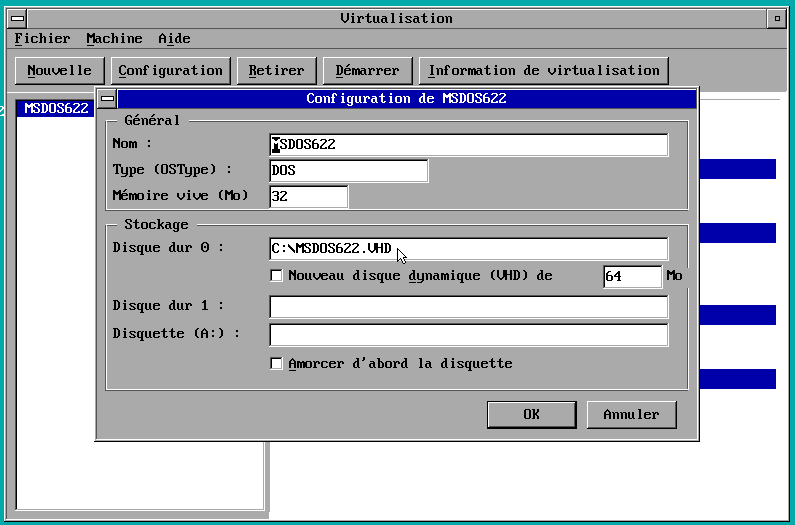 Virtualisation
Fichier Machine Aide
Nouvelle Configuration Retirer Démarrer Information de virtualisation
MSDOS622
Configuration de MSDOS622
Général
Nom : MSDOS622
Type (OSType) : DOS
Mémoire vive (Mo) 32
Stockage
Disque dur 0 : C:\MSDOS622.VHD
Nouveau disque dynamique (VHD) de 64 Mo
Disque dur 1 :
Disquette (A:) :
Amorcer d'abord la disquette
OK Annuler